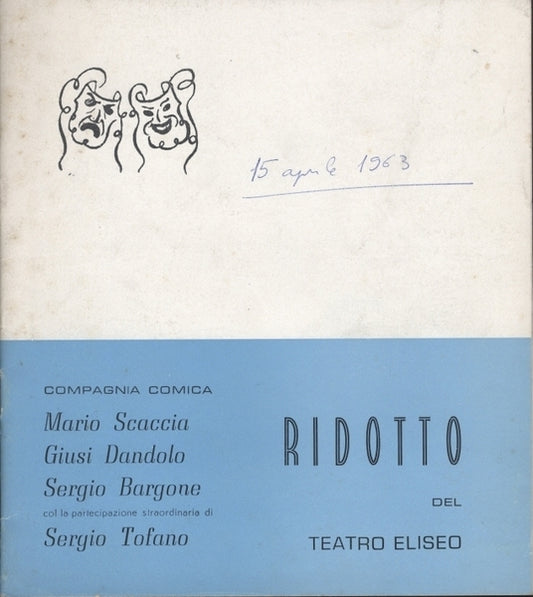 15 aprile 1963
COMPAGNIA COMICA
Mario Scaccia
Giusi Dandolo
Sergio Bargone
col la partecipazione straordinaria di
Sergio Tofano
RIDOTTO
DEL
TEATRO ELISEO